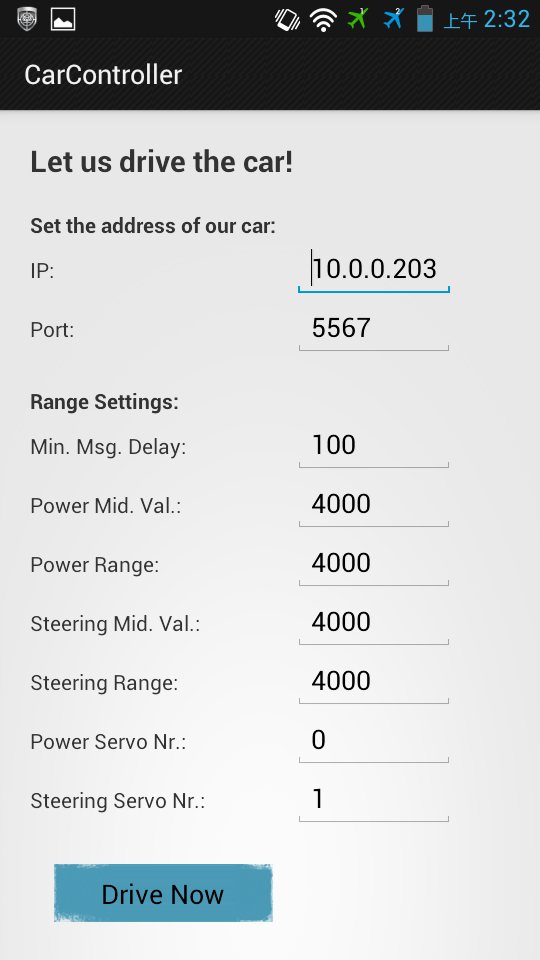 上午 2:32
CarController
Let us drive the car!
Set the address of our car:
IP: 10.0.0.203
Port: 5567
Range Settings:
Min. Msg. Delay: 100
Power Mid. Val.: 4000
Power Range: 4000
Steering Mid. Val.: 4000
Steering Range: 4000
Power Servo Nr.: 0
Steering Servo Nr.: 1
Drive Now